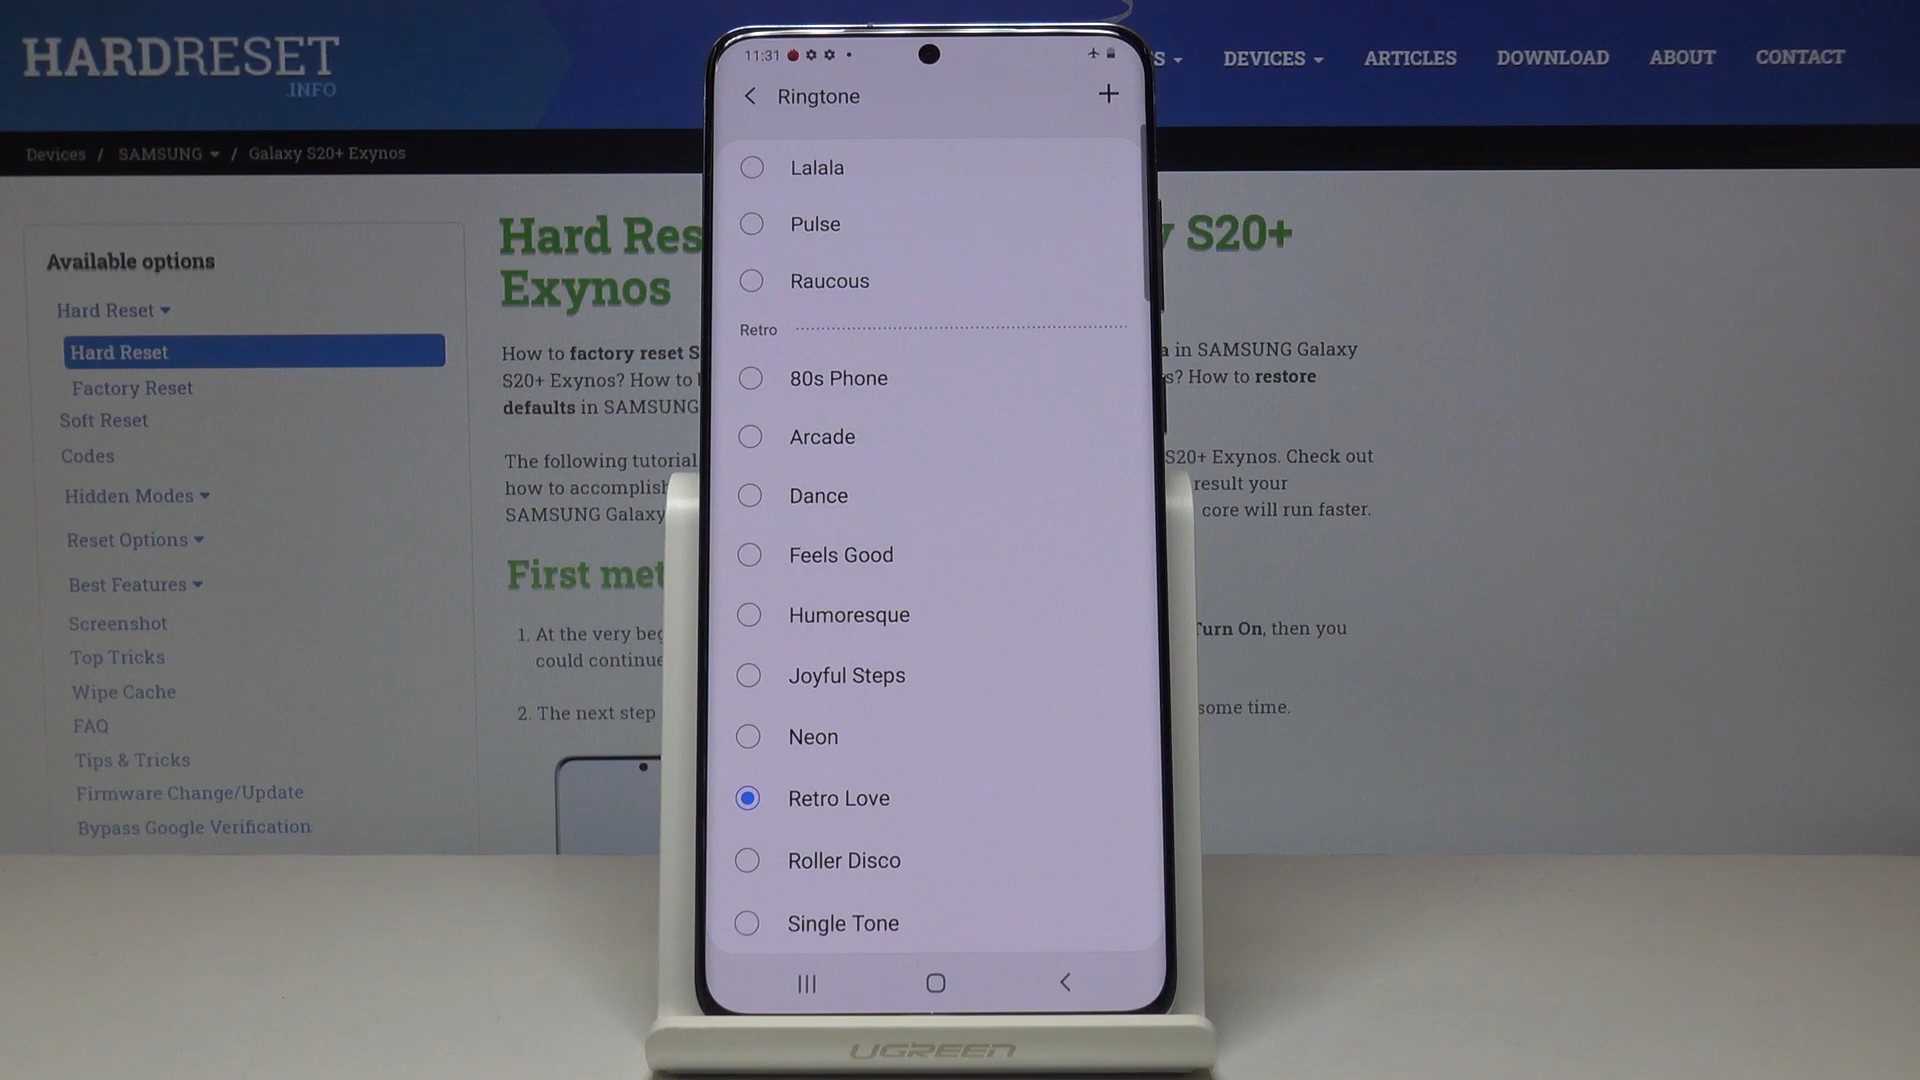 HARDRESET
.INFO
S
DEVICES
ARTICLES
DOWNLOAD
ABOUT
CONTACT
Devices / SAMSUNG / Galaxy S20+ Exynos
Available options
Hard Reset
Hard Reset
Factory Reset
Soft Reset
Codes
Hidden Modes
Reset Options
Best Features
Screenshot
Top Tricks
Wipe Cache
FAQ
Tips & Tricks
Firmware Change/Update
Bypass Google Verification
Hard Res
y S20+
Exynos
How to factory reset S
a in SAMSUNG Galaxy
S20+ Exynos? How to
s? How to restore
defaults in SAMSUNG
The following tutorial
S20+ Exynos. Check out
how to accomplish
result your
SAMSUNG Galaxy
core will run faster.
First met
1. At the very beg
Turn On, then you
could continue
2. The next step
some time.
11:31
Ringtone
+
Lalala
Pulse
Raucous
Retro
80s Phone
Arcade
Dance
Feels Good
Humoresque
Joyful Steps
Neon
Retro Love
Roller Disco
Single Tone
UGREEN